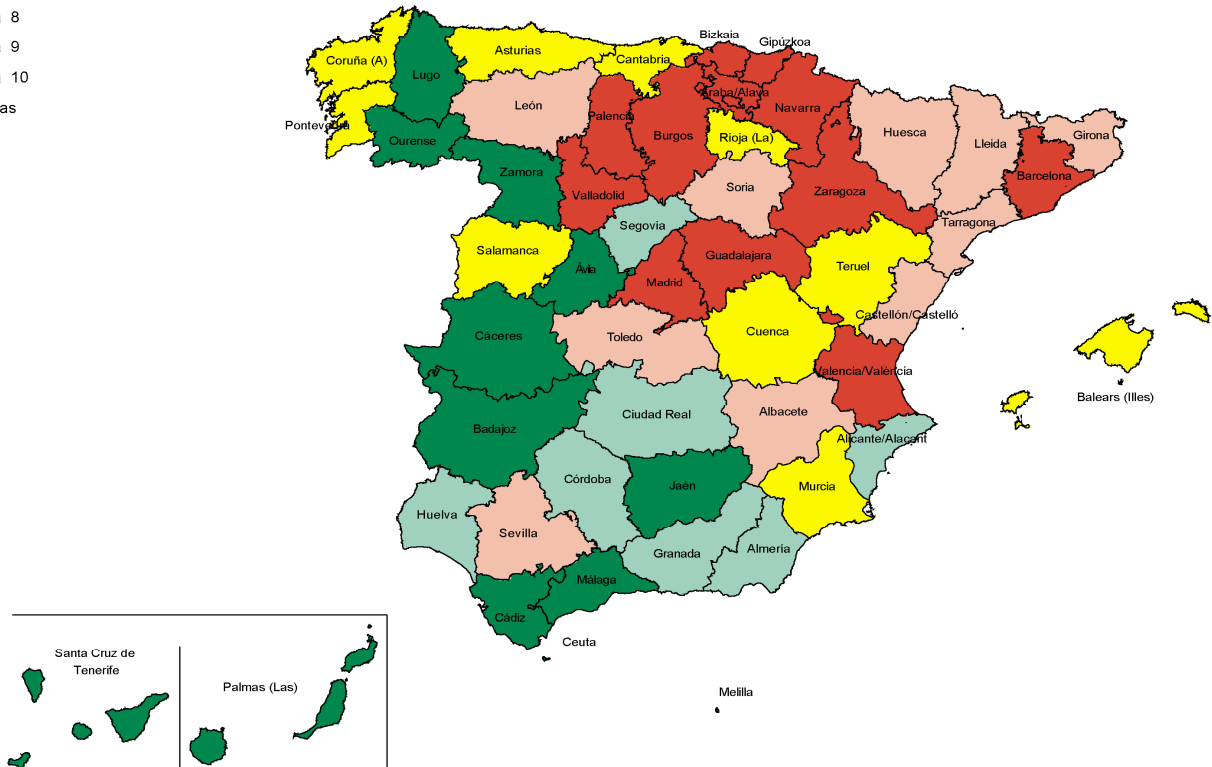 8
9
10
as
Bizkaia
Gipúzkoa
Asturias
Cantabria
Coruña (A)
Lugo
Araba/Alava
León
Navarra
Palencia
Pontevedra
Burgos
Rioja (La)
Huesca
Girona
Ourense
Lleida
Zamora
Barcelona
Soria
Valladolid
Zaragoza
Segovia
Tarragona
Salamanca
Guadalajara
Ávila
Teruel
Madrid
Castellón/Castelló
Cuenca
Cáceres
Toledo
Valencia/València
Balears (Illes)
Albacete
Ciudad Real
Badajoz
Alicante/Alacant
Córdoba
Jaén
Murcia
Huelva
Sevilla
Granada
Almería
Málaga
Cádiz
Ceuta
Santa Cruz de
Tenerife
Palmas (Las)
Melilla